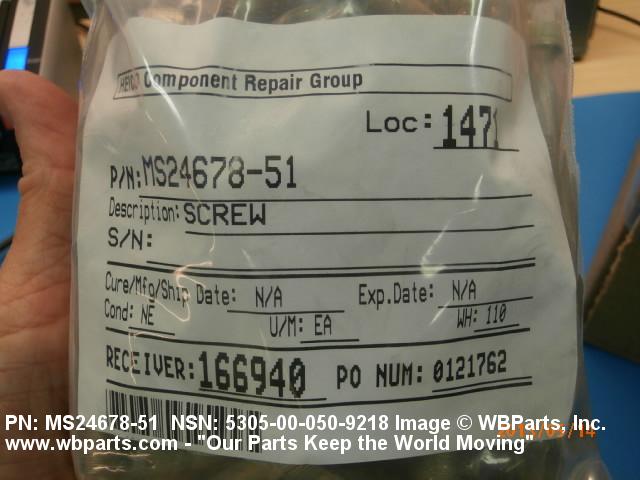 HEICO Component Repair Group
Loc: 1471
P/N: MS24678-51
Description: SCREW
S/N:
Cure/Mfg/Ship Date: N/A Exp.Date: N/A
Cond: NE U/M: EA WH: 110
RECEIVER: 166940 PO NUM: 0121762
PN: MS24678-51 NSN: 5305-00-050-9218 Image © WBParts, Inc.
www.wbparts.com - "Our Parts Keep the World Moving"